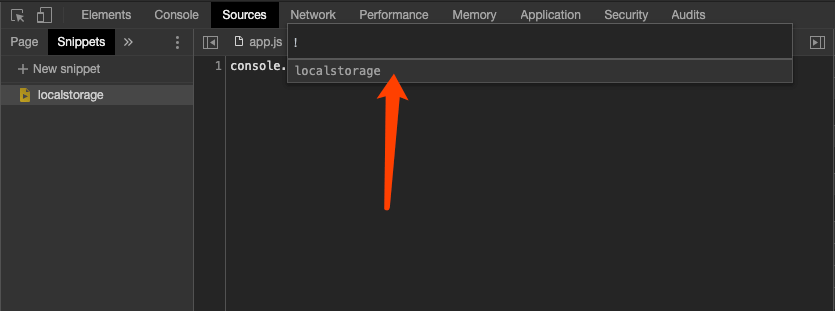 Elements Console Sources Network Performance Memory Application Security Audits
Page Snippets » app.js !
+ New snippet 1 console. localstorage
localstorage